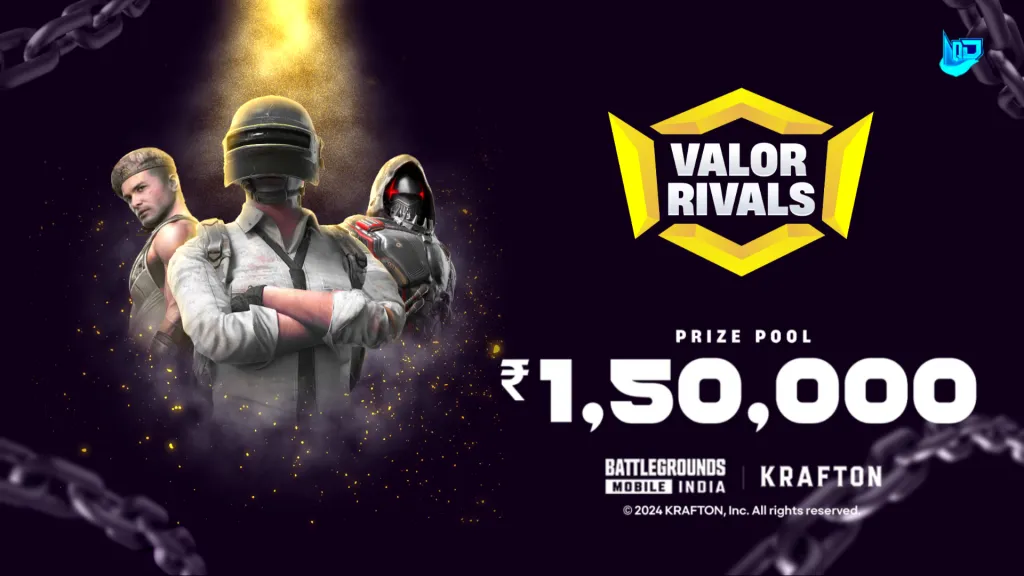 VALOR
RIVALS
PRIZE POOL
₹1,50,000
BATTLEGROUNDS
MOBILE INDIA
KRAFTON
© 2024 KRAFTON, Inc. All rights reserved.